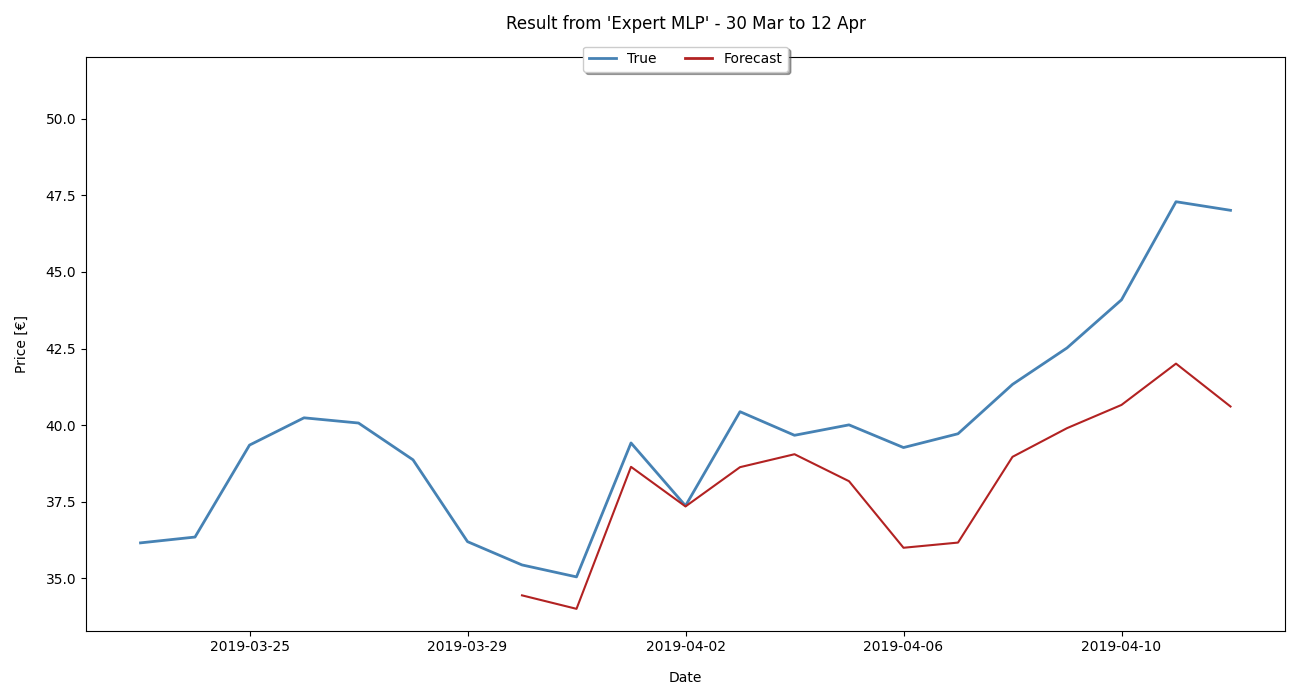 Result from 'Expert MLP' - 30 Mar to 12 Apr
True Forecast
50.0
47.5
45.0
42.5
40.0
37.5
35.0
Price [€]
2019-03-25 2019-03-29 2019-04-02 2019-04-06 2019-04-10
Date